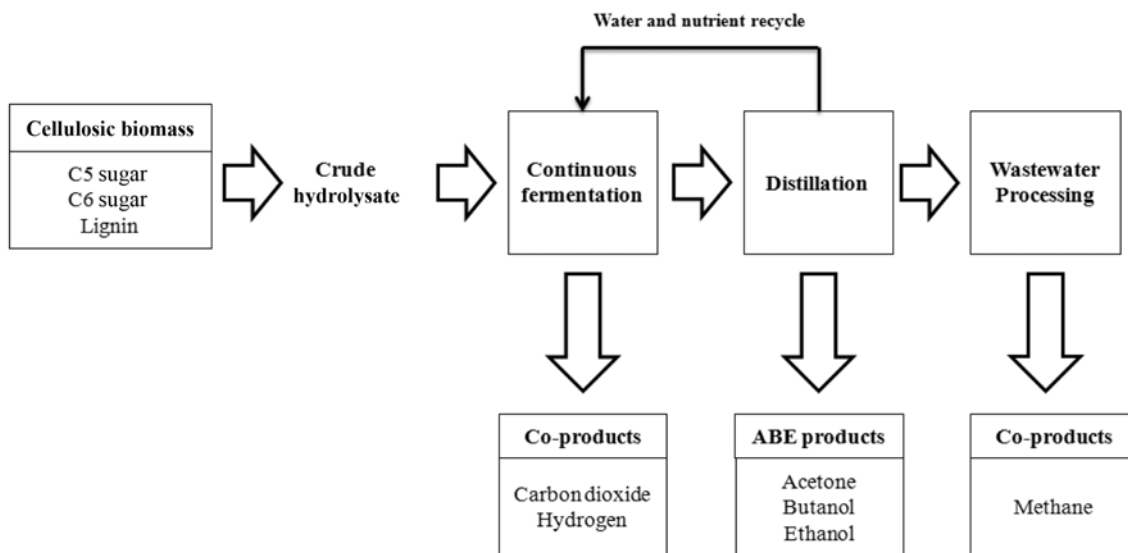 Water and nutrient recycle
Cellulosic biomass
C5 sugar
C6 sugar
Lignin
Crude
hydrolysate
Continuous
fermentation
Distillation
Wastewater
Processing
Co-products
Carbon dioxide
Hydrogen
ABE products
Acetone
Butanol
Ethanol
Co-products
Methane